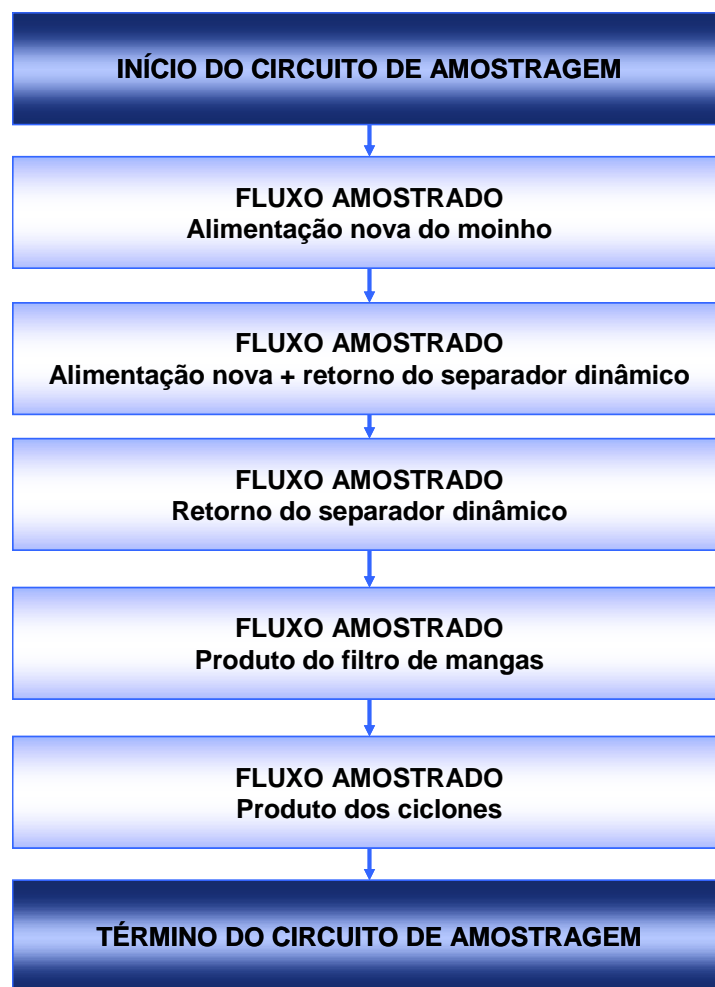 INÍCIO DO CIRCUITO DE AMOSTRAGEM
FLUXO AMOSTRADO
Alimentação nova do moinho
FLUXO AMOSTRADO
Alimentação nova + retorno do separador dinâmico
FLUXO AMOSTRADO
Retorno do separador dinâmico
FLUXO AMOSTRADO
Produto do filtro de mangas
FLUXO AMOSTRADO
Produto dos ciclones
TÉRMINO DO CIRCUITO DE AMOSTRAGEM